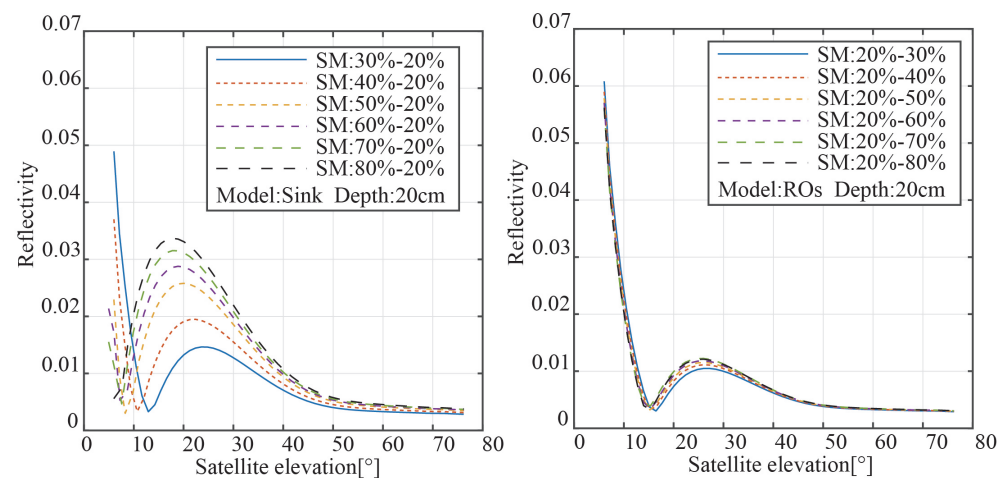 0.07
0.06
0.05
0.04
0.03
0.02
0.01
0
Reflectivity
SM:30%-20%
SM:40%-20%
SM:50%-20%
SM:60%-20%
SM:70%-20%
SM:80%-20%
Model:Sink Depth:20cm
0 10 20 30 40 50 60 70 80
Satellite elevation[°]
0.07
0.06
0.05
0.04
0.03
0.02
0.01
0
Reflectivity
SM:20%-30%
SM:20%-40%
SM:20%-50%
SM:20%-60%
SM:20%-70%
SM:20%-80%
Model:ROs Depth:20cm
10 20 30 40 50 60 70 80
Satellite elevation[°]